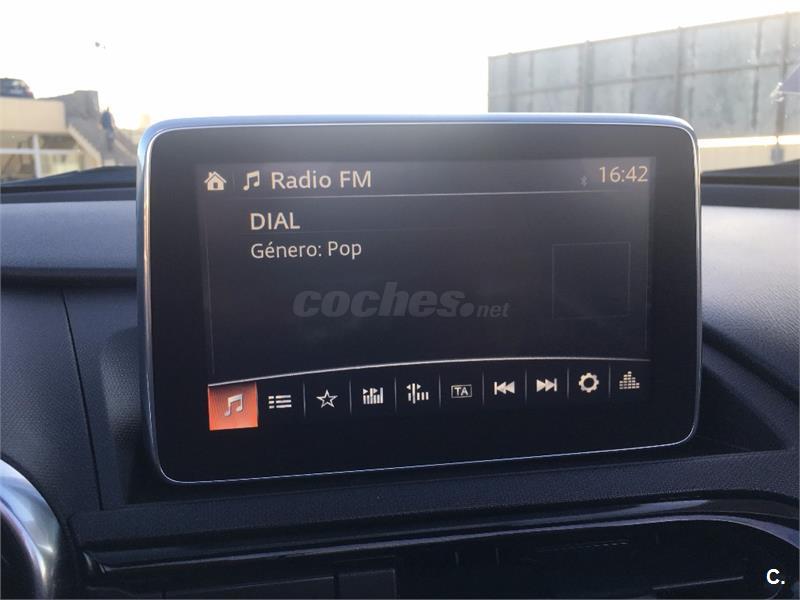 Radio FM
16:42
DIAL
Género: Pop
coches.net
TA
C.